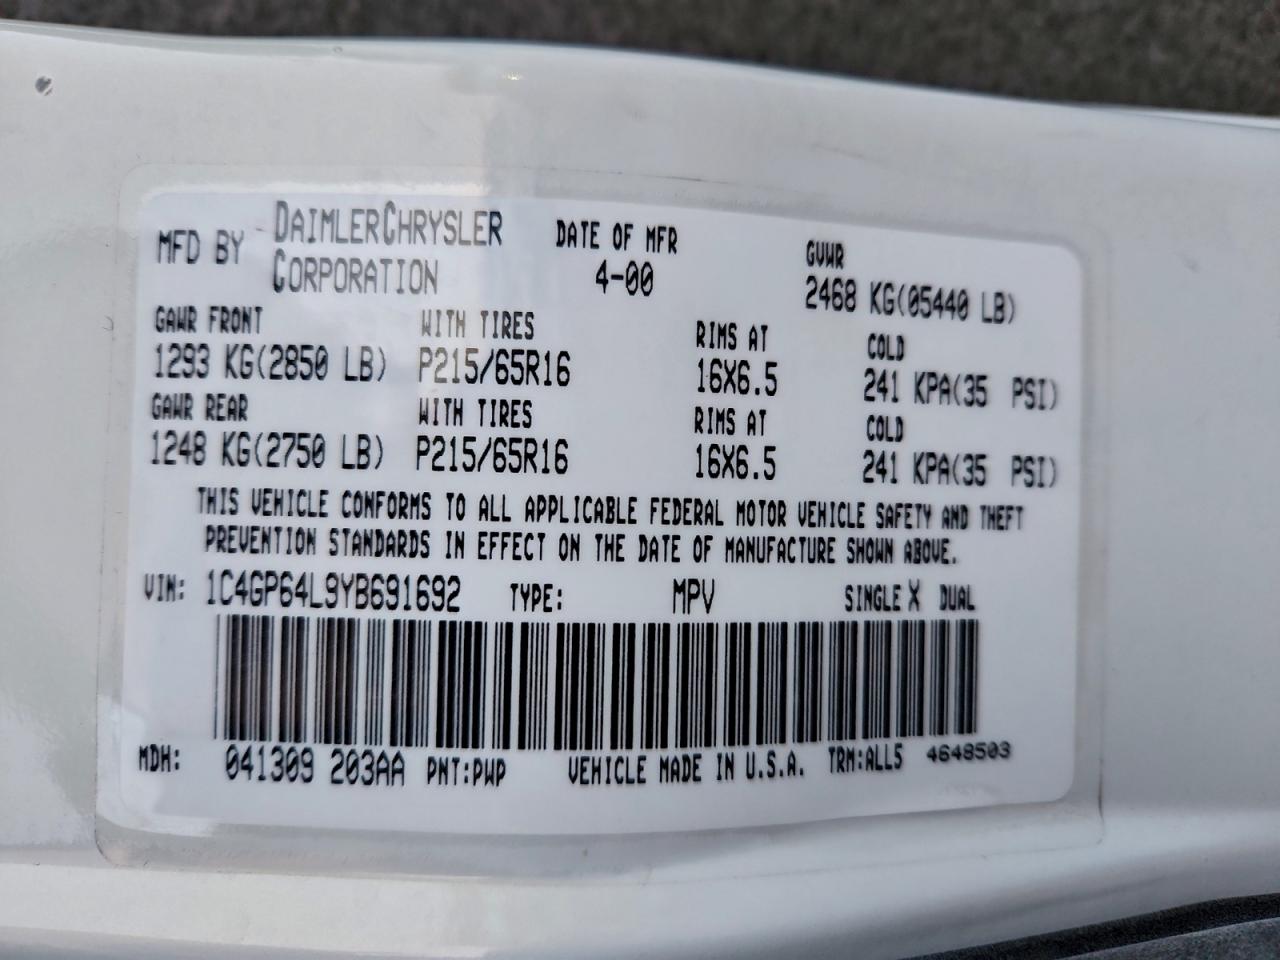 MFD BY DAIMLERCHRYSLER CORPORATION DATE OF MFR 4-00 GVWR 2468 KG(05440 LB)
GAWR FRONT WITH TIRES RIMS AT COLD
1293 KG(2850 LB) P215/65R16 16X6.5 241 KPA(35 PSI)
GAWR REAR WITH TIRES RIMS AT COLD
1248 KG(2750 LB) P215/65R16 16X6.5 241 KPA(35 PSI)
THIS VEHICLE CONFORMS TO ALL APPLICABLE FEDERAL MOTOR VEHICLE SAFETY AND THEFT
PREVENTION STANDARDS IN EFFECT ON THE DATE OF MANUFACTURE SHOWN ABOVE.
VIN: 1C4GP64L9YB691692 TYPE: MPV SINGLE X DUAL
MDH: 041309 203AA PNT:PWP VEHICLE MADE IN U.S.A. TRM:ALL5 4648503